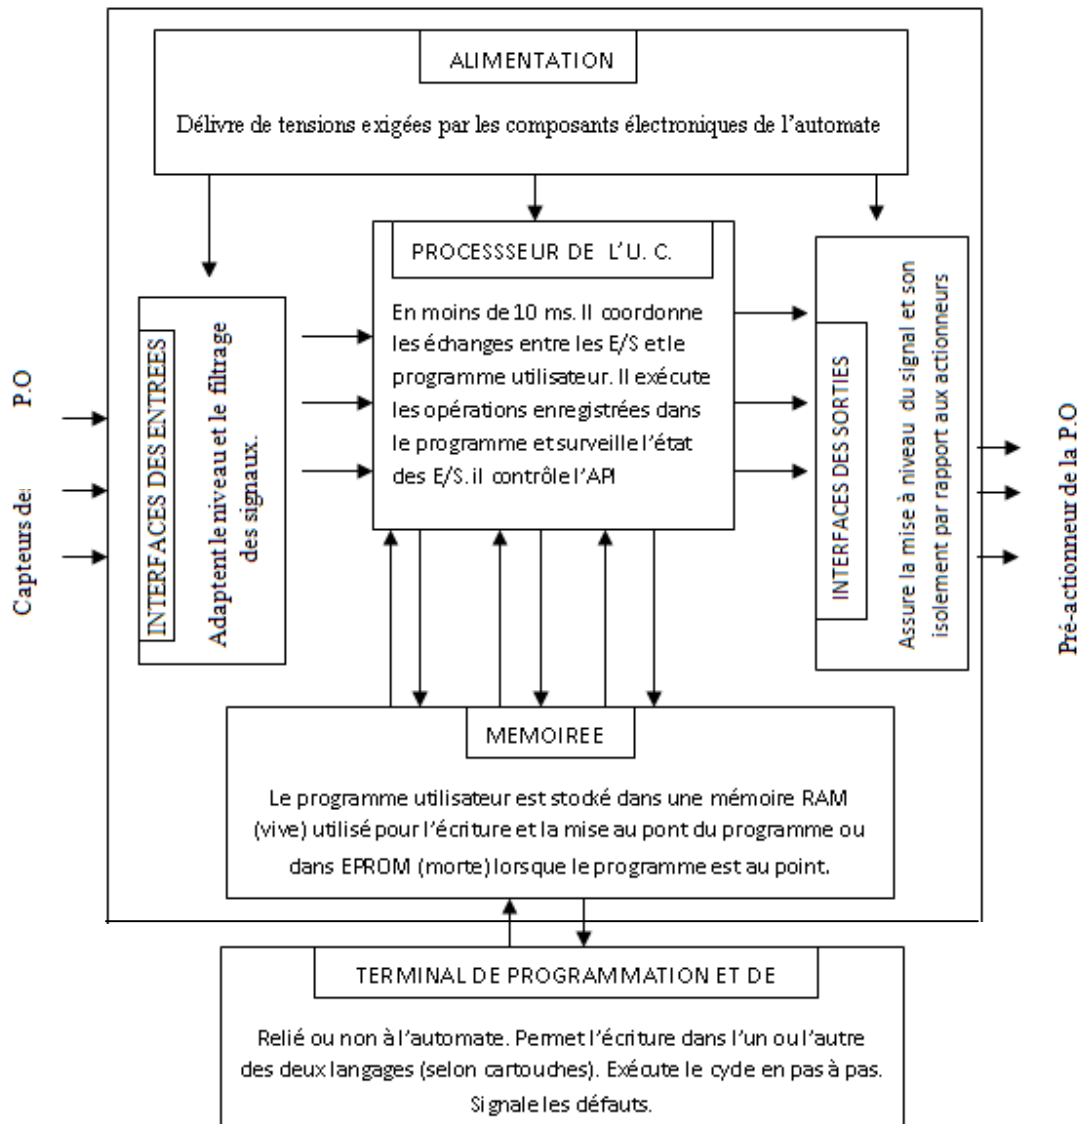 ALIMENTATION
Délivre de tensions exigées par les composants électroniques de l'automate
Capteurs des P.O
INTERFACES DES ENTREES
Adaptent le niveau et le filtrage
des signaux.
PROCESSSEUR DE L'U. C.
En moins de 10 ms. Il coordonne
les échanges entre les E/S et le
programme utilisateur. Il exécute
les opérations enregistrées dans
le programme et surveille l'état
des E/S. il contrôle l'API
INTERFACES DES SORTIES
Assure la mise à niveau du signal et son
isolement par rapport aux actionneurs
Pré-actionneur de la P.O
MEMOIREE
Le programme utilisateur est stocké dans une mémoire RAM
(vive) utilisé pour l'écriture et la mise au pont du programme ou
dans EPROM (morte) lorsque le programme est au point.
TERMINAL DE PROGRAMMATION ET DE
Relié ou non à l'automate. Permet l'écriture dans l'un ou l'autre
des deux langages (selon cartouches). Exécute le cycle en pas à pas.
Signale les défauts.